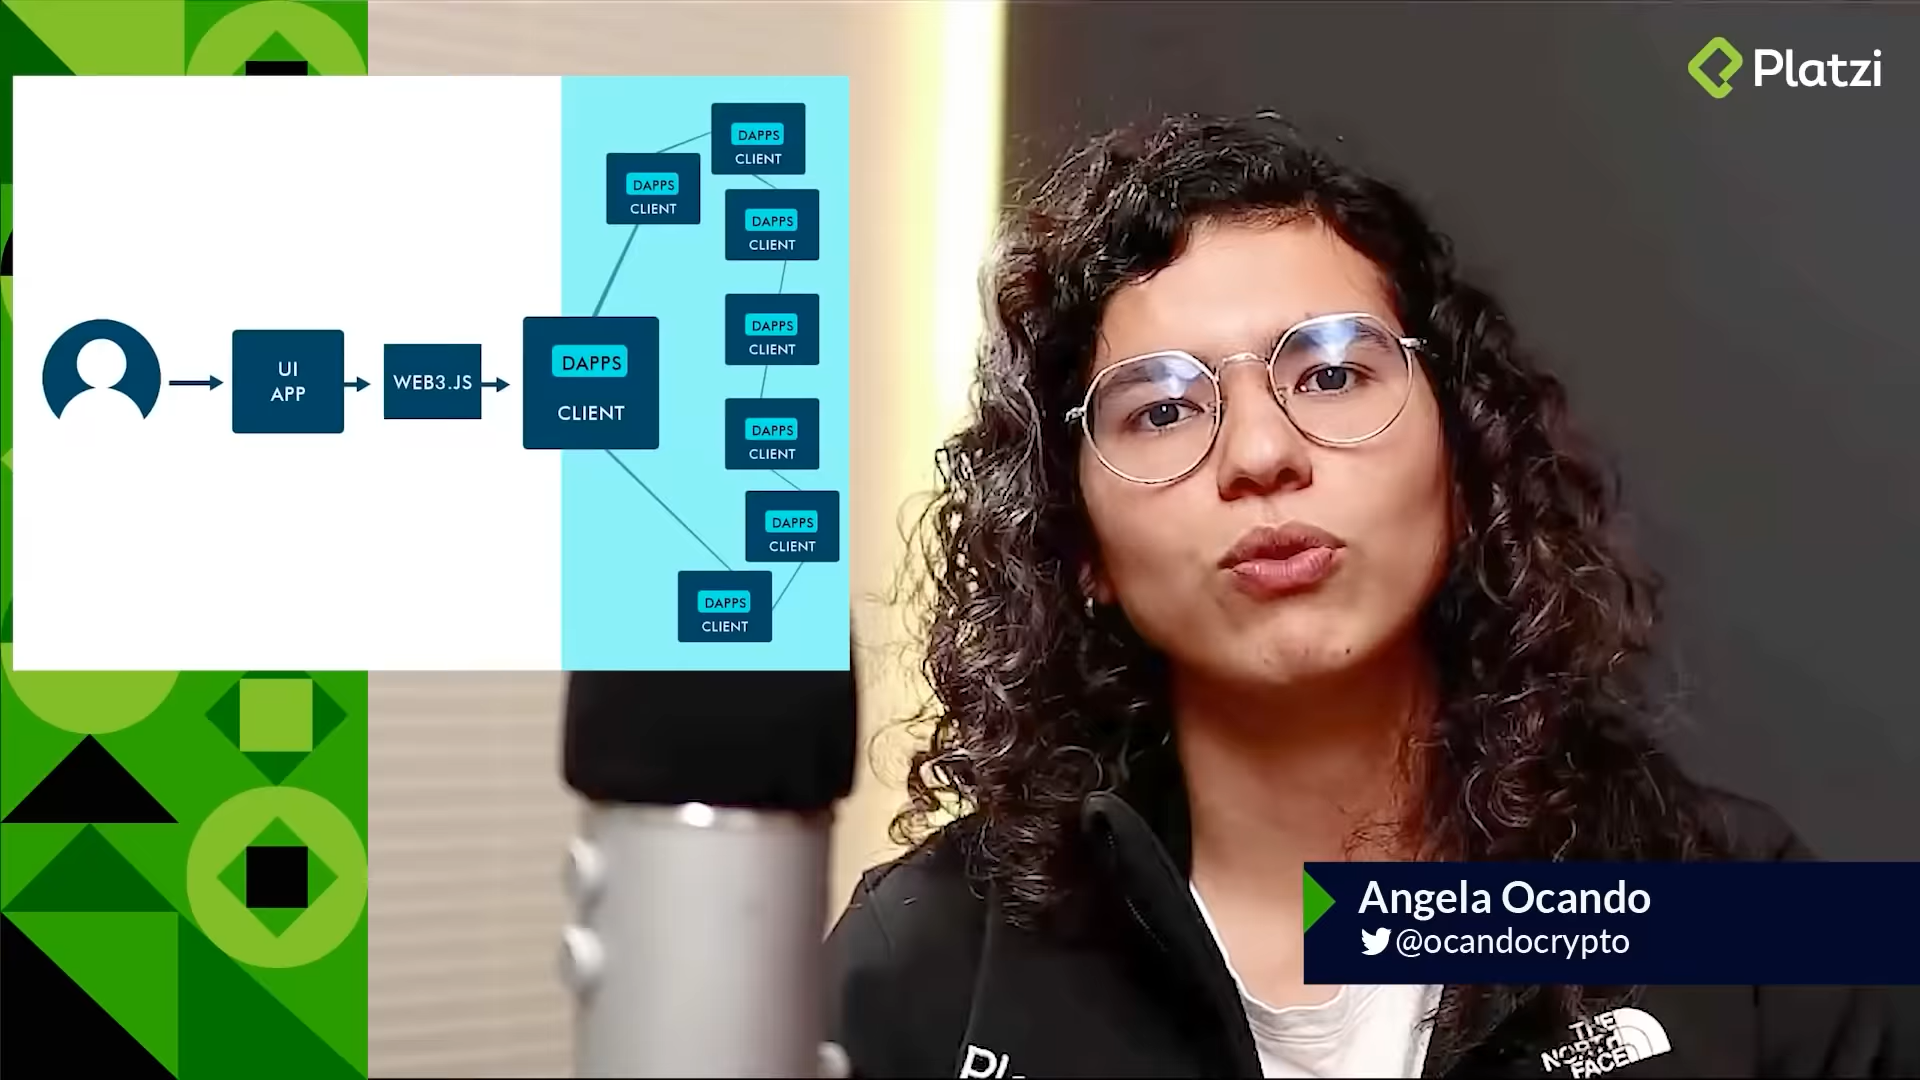 Platzi
DAPPS
CLIENT
DAPPS
CLIENT
DAPPS
CLIENT
DAPPS
CLIENT
UI
APP
WEB3.JS
DAPPS
CLIENT
DAPPS
CLIENT
DAPPS
CLIENT
DAPPS
CLIENT
Angela Ocando
@ocandocrypto
THE
NORTH
FACE